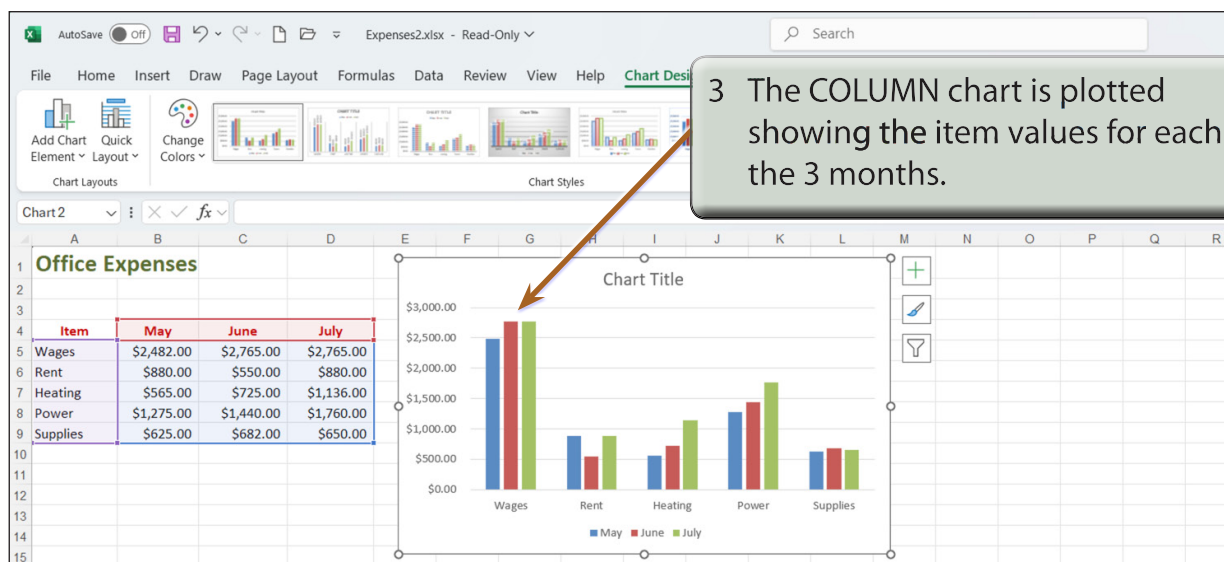 AutoSave Off Expenses2.xlsx - Read-Only Search
File Home Insert Draw Page Layout Formulas Data Review View Help Chart Desi
Add Chart Element Quick Layout Change Colors
Chart Layouts Chart Styles
3 The COLUMN chart is plotted
showing the item values for each
the 3 months.
Chart 2 fx
A B C D E F G H I J K L M N O P Q R
1 Office Expenses
2
3
4 Item May June July
5 Wages $2,482.00 $2,765.00 $2,765.00
6 Rent $880.00 $550.00 $880.00
7 Heating $565.00 $725.00 $1,136.00
8 Power $1,275.00 $1,440.00 $1,760.00
9 Supplies $625.00 $682.00 $650.00
10
11
12
13
14
15
Chart Title
$3,000.00
$2,500.00
$2,000.00
$1,500.00
$1,000.00
$500.00
$0.00
Wages Rent Heating Power Supplies
May June July